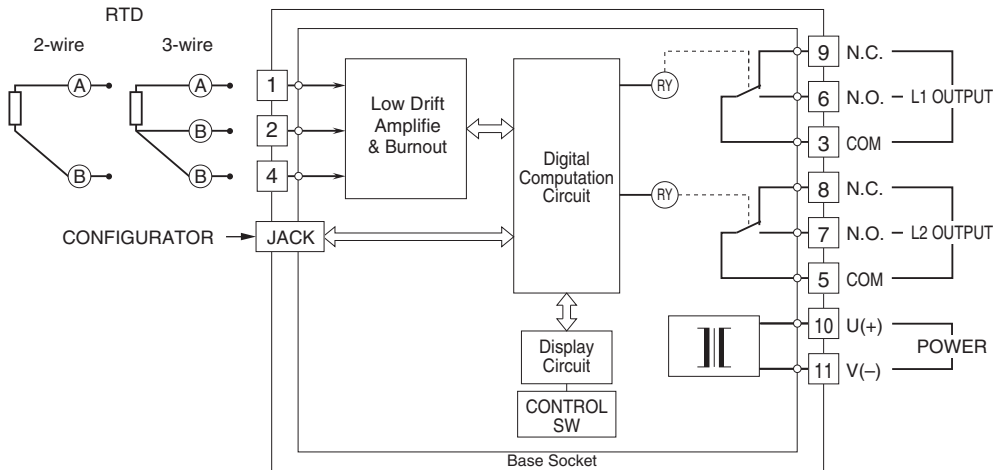 RTD
2-wire
3-wire
A
B
A
B
B
1
2
4
CONFIGURATOR
JACK
Low Drift
Amplifie
& Burnout
Digital
Computation
Circuit
RY
RY
Display
Circuit
CONTROL
SW
Base Socket
9 N.C.
6 N.O.
L1 OUTPUT
3 COM
8 N.C.
7 N.O.
L2 OUTPUT
5 COM
10 U(+)
POWER
11 V(–)